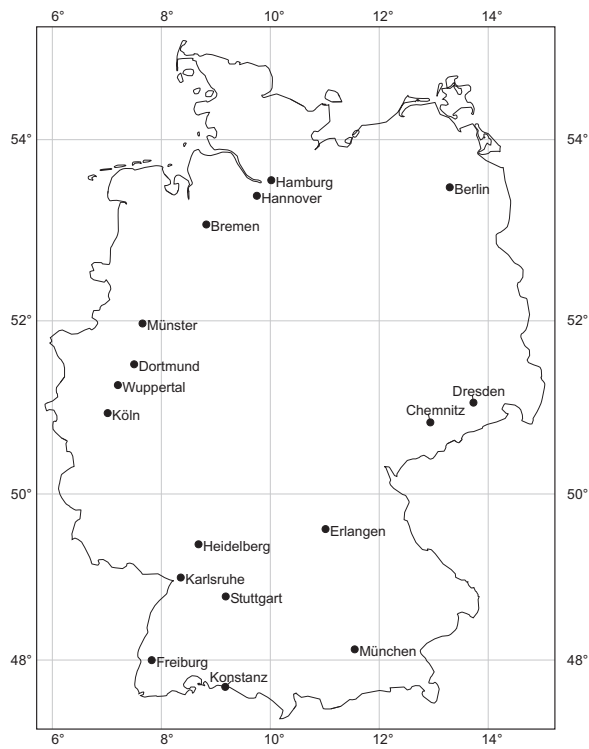 6° 8° 10° 12° 14°
54° 54°
Hamburg
Berlin
Hannover
Bremen
52° 52°
Münster
Dortmund
Wuppertal
Dresden
Chemnitz
Köln
50° 50°
Erlangen
Heidelberg
Karlsruhe
Stuttgart
München
48° 48°
Freiburg
Konstanz
6° 8° 10° 12° 14°